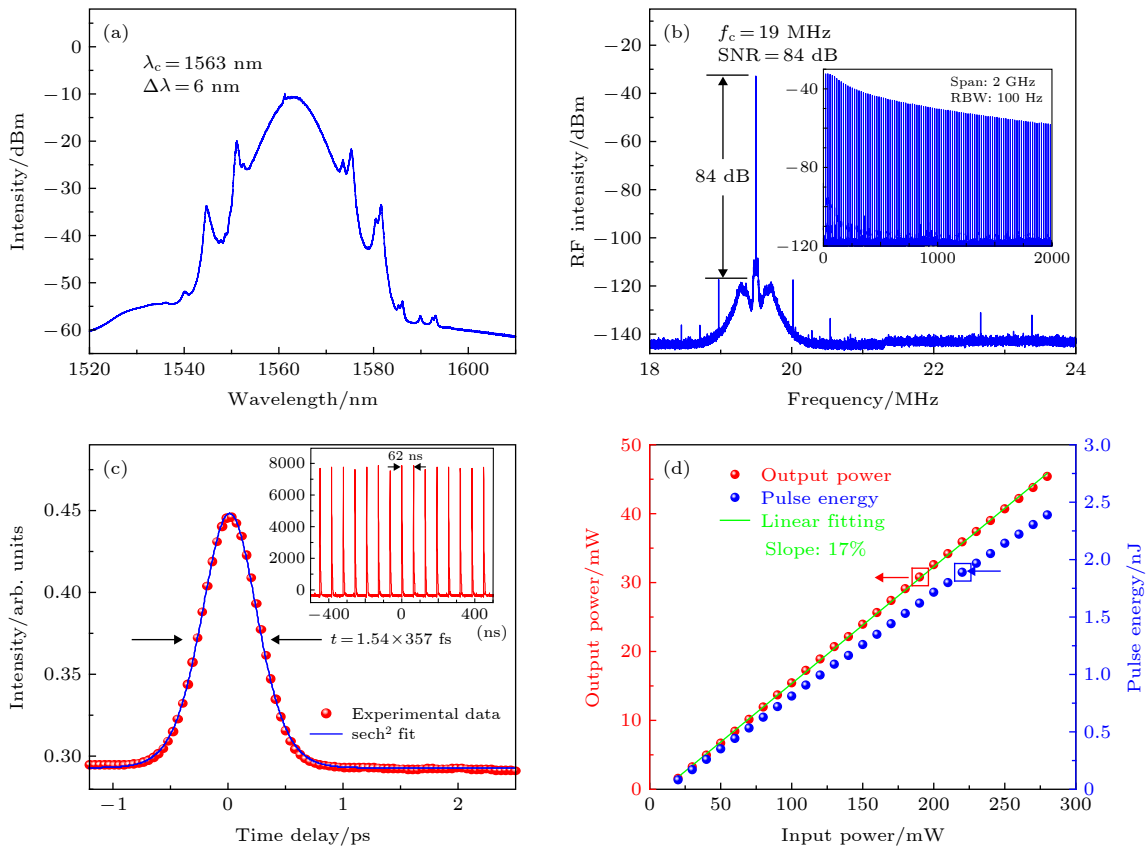 (a)
λc=1563 nm
Δλ=6 nm
0
−10
−20
−30
−40
−50
−60
Intensity/dBm
1520
1540
1560
1580
1600
Wavelength/nm
(b)
fc=19 MHz
SNR=84 dB
84 dB
−20
−40
−60
−80
−100
−120
−140
RF intensity/dBm
18
20
22
24
Frequency/MHz
Span: 2 GHz
RBW: 100 Hz
−40
−80
−120
0
1000
2000
(c)
0.45
0.40
0.35
0.30
Intensity/arb. units
−1
0
1
2
Time delay/ps
t=1.54×357 fs
Experimental data
sech² fit
62 ns
8000
6000
4000
2000
0
−400
0
400
(ns)
(d)
Output power
Pulse energy
Linear fitting
Slope: 17%
50
40
30
20
10
0
Output power/mW
0
50
100
150
200
250
300
Input power/mW
3.0
2.5
2.0
1.5
1.0
0.5
0
Pulse energy/nJ